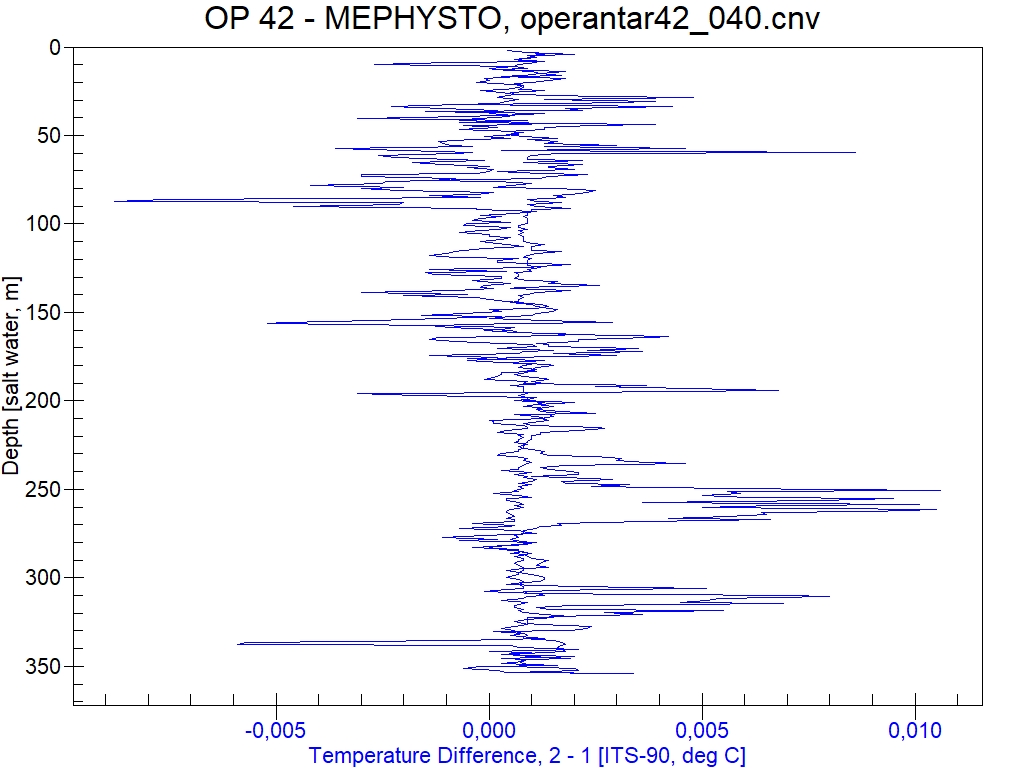 OP 42 - MEPHYSTO, operantar42_040.cnv
0
50
100
150
200
250
300
350
Depth [salt water, m]
-0,005 0,000 0,005 0,010
Temperature Difference, 2 - 1 [ITS-90, deg C]